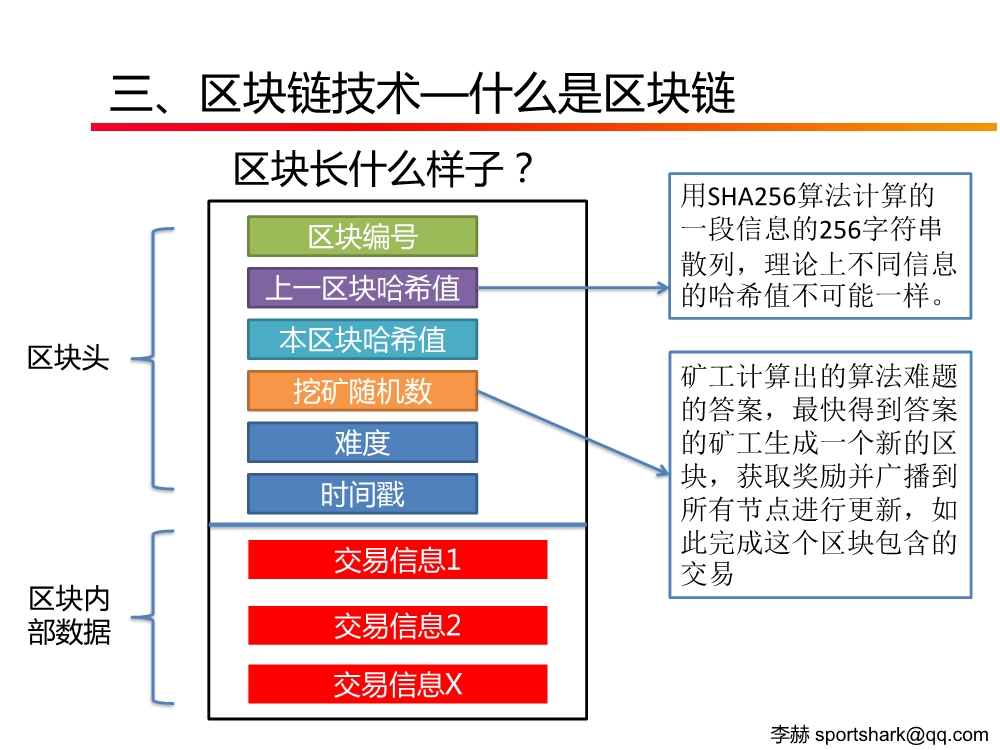 三、区块链技术—什么是区块链
区块长什么样子？
区块头
区块编号
上一区块哈希值
本区块哈希值
挖矿随机数
难度
时间戳
区块内
部数据
交易信息1
交易信息2
交易信息X
用SHA256算法计算的
一段信息的256字符串
散列，理论上不同信息
的哈希值不可能一样。
矿工计算出的算法难题
的答案，最快得到答案
的矿工生成一个新的区
块，获取奖励并广播到
所有节点进行更新，如
此完成这个区块包含的
交易
李赫 sportshark@qq.com